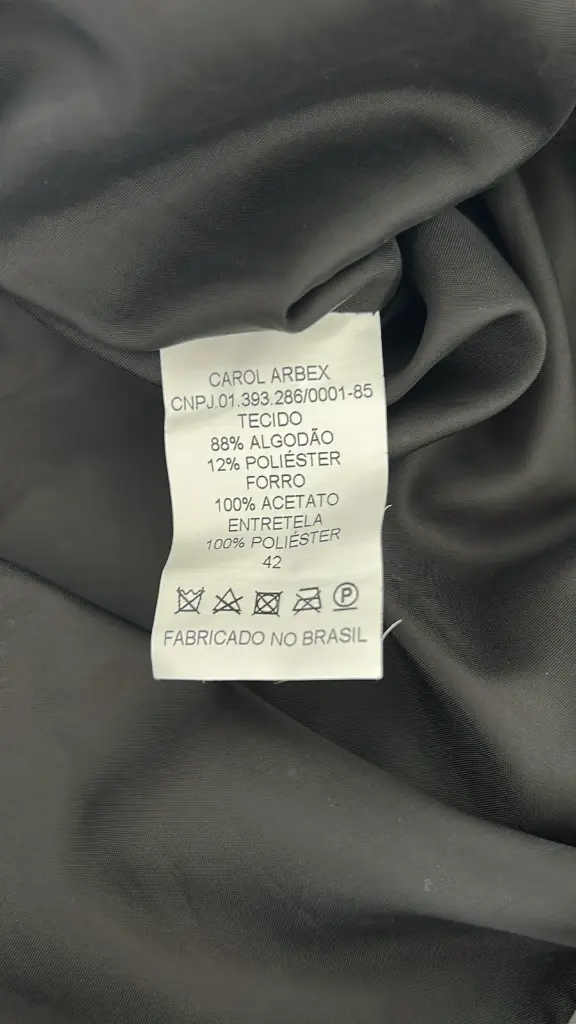 CAROL ARBEX
CNPJ.01.393.286/0001-85
TECIDO
88% ALGODÃO
12% POLIÉSTER
FORRO
100% ACETATO
ENTRETELA
100% POLIÉSTER
42
P
FABRICADO NO BRASIL